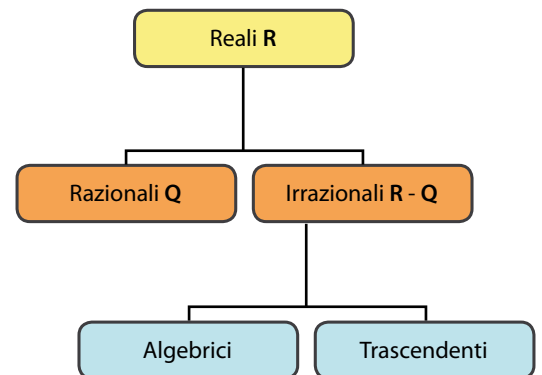 Reali R
Razionali Q
Irrazionali R - Q
Algebrici
Trascendenti